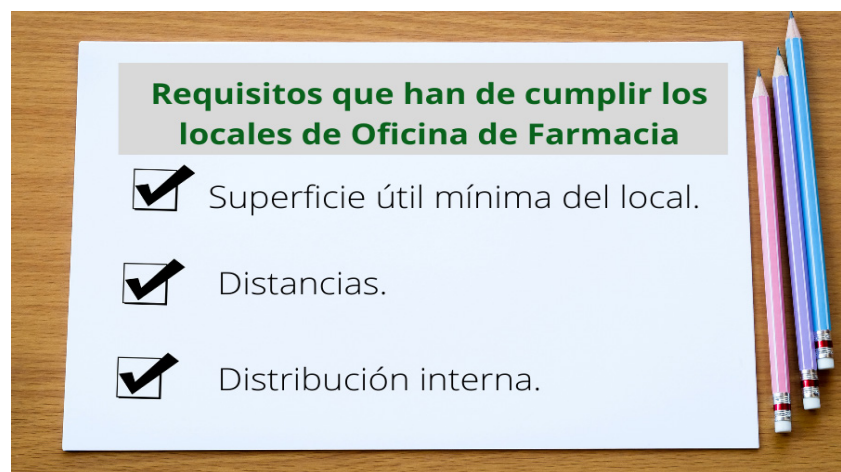 Requisitos que han de cumplir los
locales de Oficina de Farmacia
Superficie útil mínima del local.
Distancias.
Distribución interna.